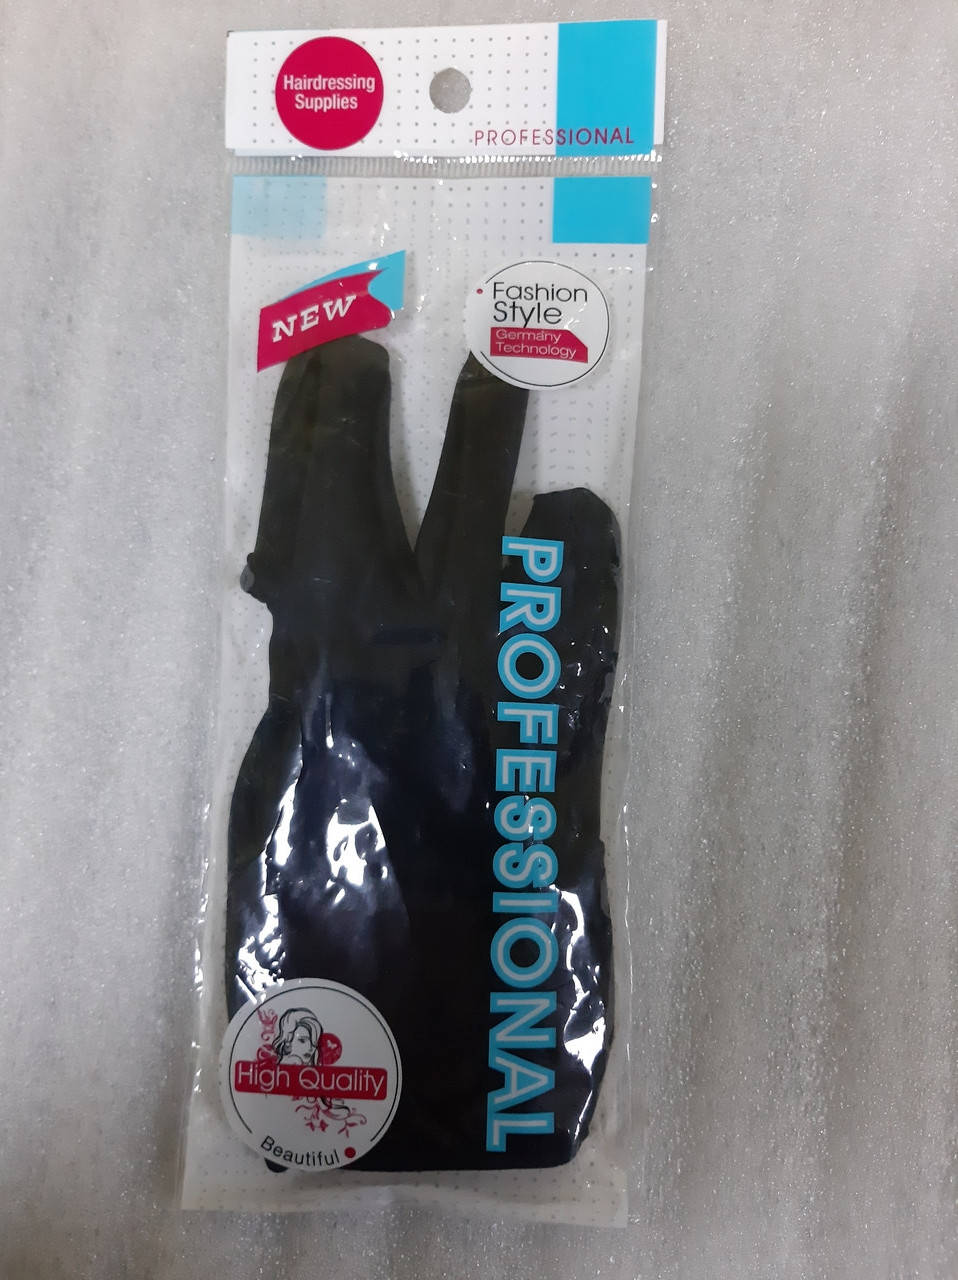 Hairdressing
Supplies
PROFESSIONAL
NEW
Fashion
Style
Germany
Technology
PROFESSIONAL
High Quality
Beautiful